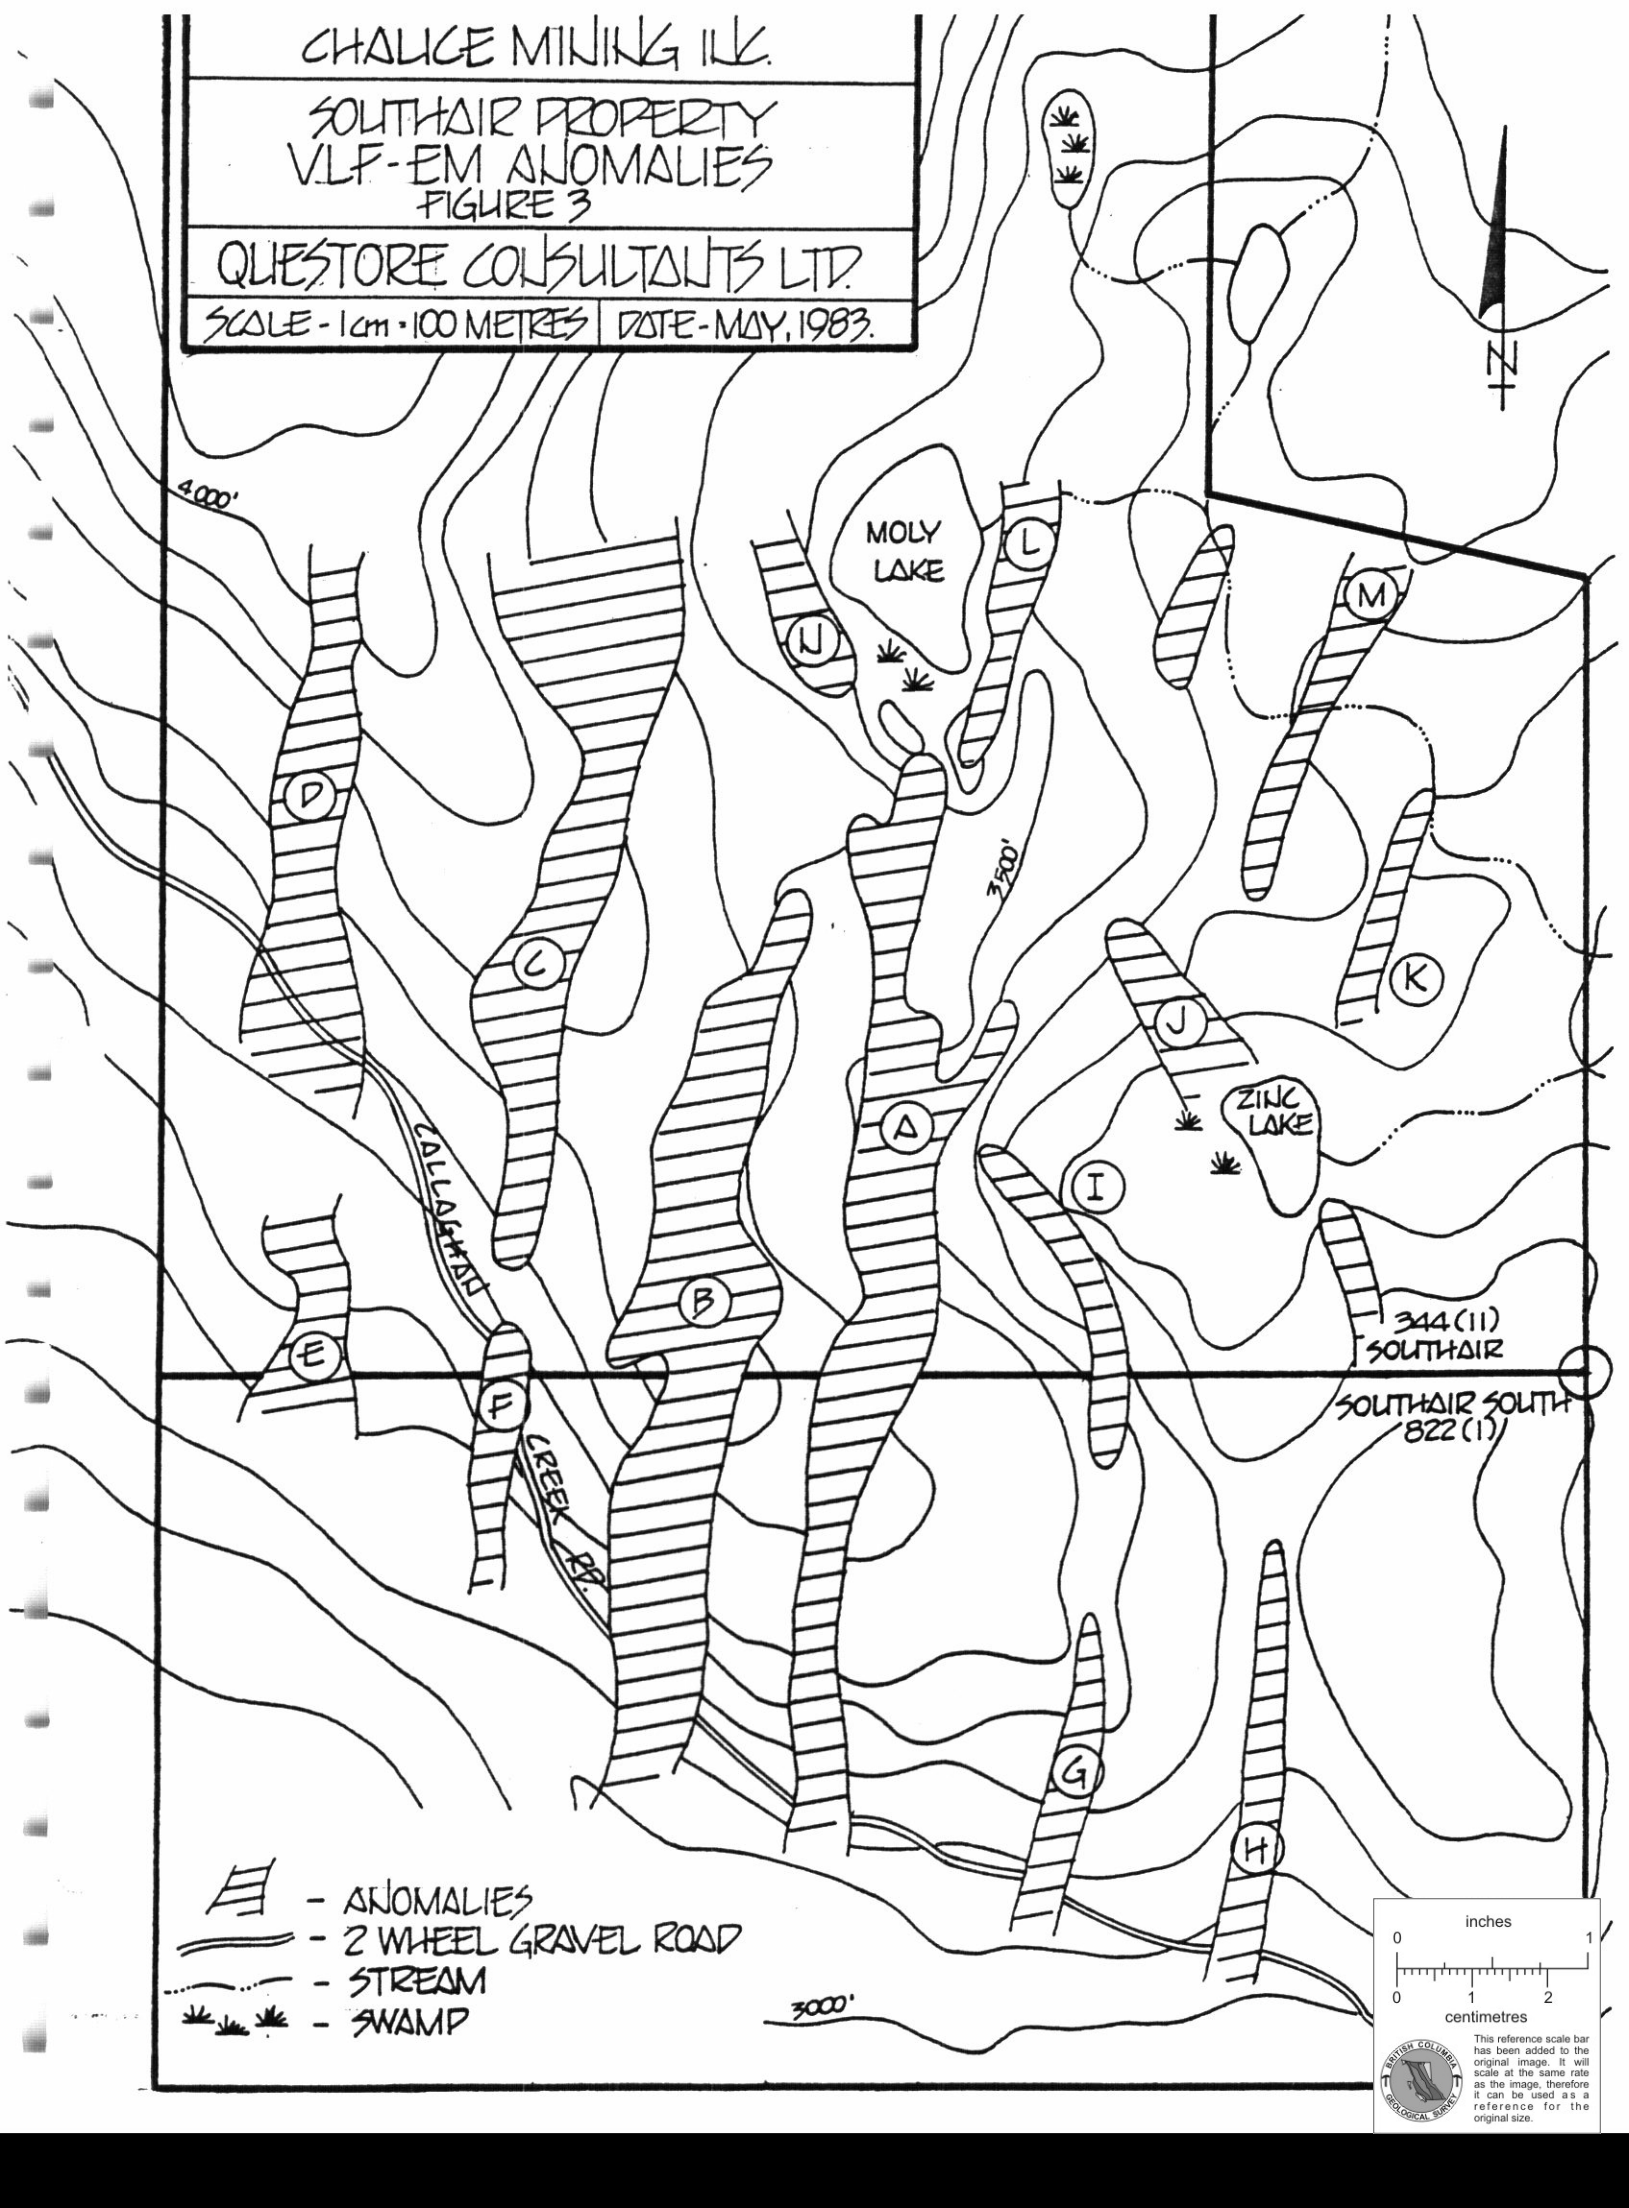 CHALICE MINING INC.
SOUTHAIR PROPERTY
VLF-EM ANOMALIES
FIGURE 3
QUESTORE CONSULTANTS LTD.
SCALE - 1cm = 100 METRES
DATE - MAY, 1983.
N
4000'
MOLY
LAKE
L
M
N
D
3500'
C
K
J
ZINC
LAKE
A
I
CALLAGHAN
B
E
344(11)
SOUTHAIR
F
SOUTHAIR SOUTH
822(1)
CREEK
RD.
G
H
- ANOMALIES
- 2 WHEEL GRAVEL ROAD
- STREAM
- SWAMP
3000'
inches
0 1
0 1 2
centimetres
This reference scale bar
has been added to the
original image. It will
scale at the same rate
as the image, therefore
it can be used as a
reference for the
original size.
BRITISH COLUMBIA
GEOLOGICAL SURVEY